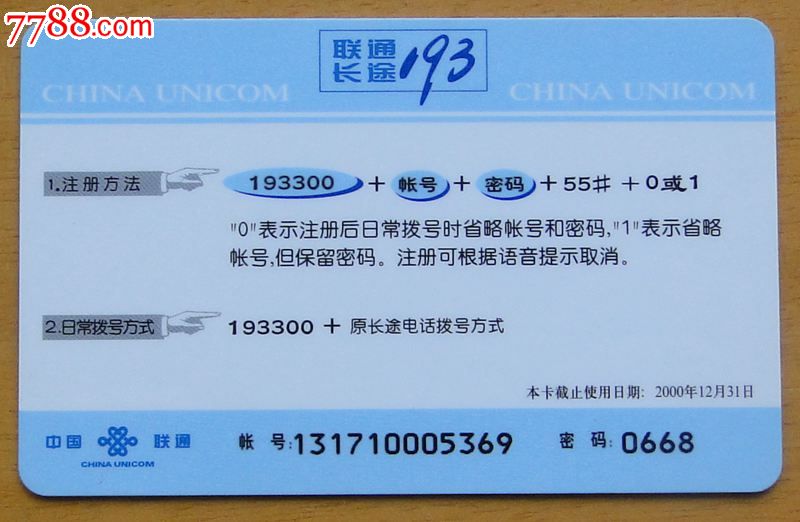 7788.com
联通
长途193
CHINA UNICOM CHINA UNICOM
1.注册方法 193300 + 帐号 + 密码 + 55# + 0或1
"0"表示注册后日常拨号时省略帐号和密码,"1"表示省略
帐号,但保留密码。注册可根据语音提示取消。
2.日常拨号方式 193300 + 原长途电话拨号方式
本卡截止使用日期: 2000年12月31日
中国 联通 帐 号:131710005369 密 码:0668
CHINA UNICOM